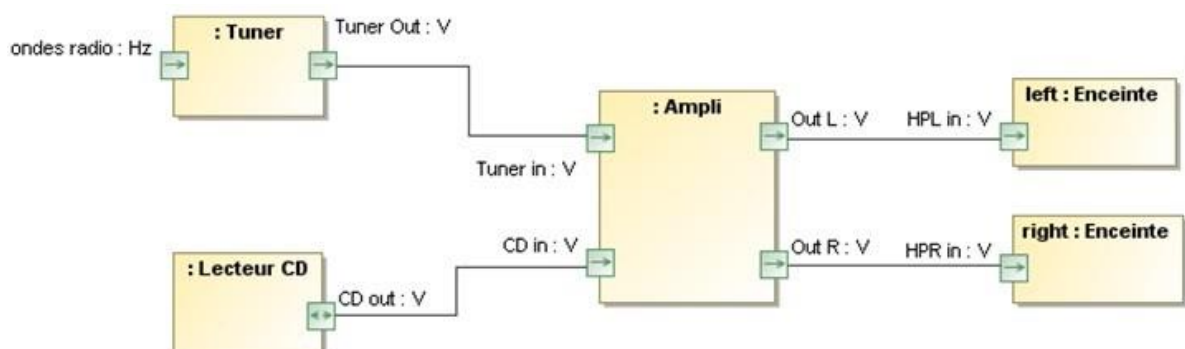 : Tuner
Tuner Out : V
ondes radio : Hz
: Ampli
Tuner in : V
Out L : V
HPL in : V
left : Enceinte
: Lecteur CD
CD out : V
CD in : V
Out R : V
HPR in : V
right : Enceinte